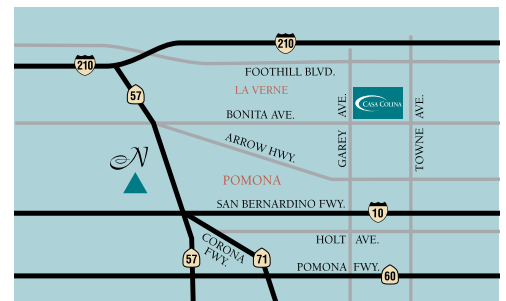 210
210
FOOTHILL BLVD.
57
LA VERNE
CASA COLINA
BONITA AVE.
GAREY AVE.
TOWNE AVE.
ARROW HWY.
N
POMONA
SAN BERNARDINO FWY.
10
CORONA FWY.
HOLT AVE.
57
71
POMONA FWY.
60